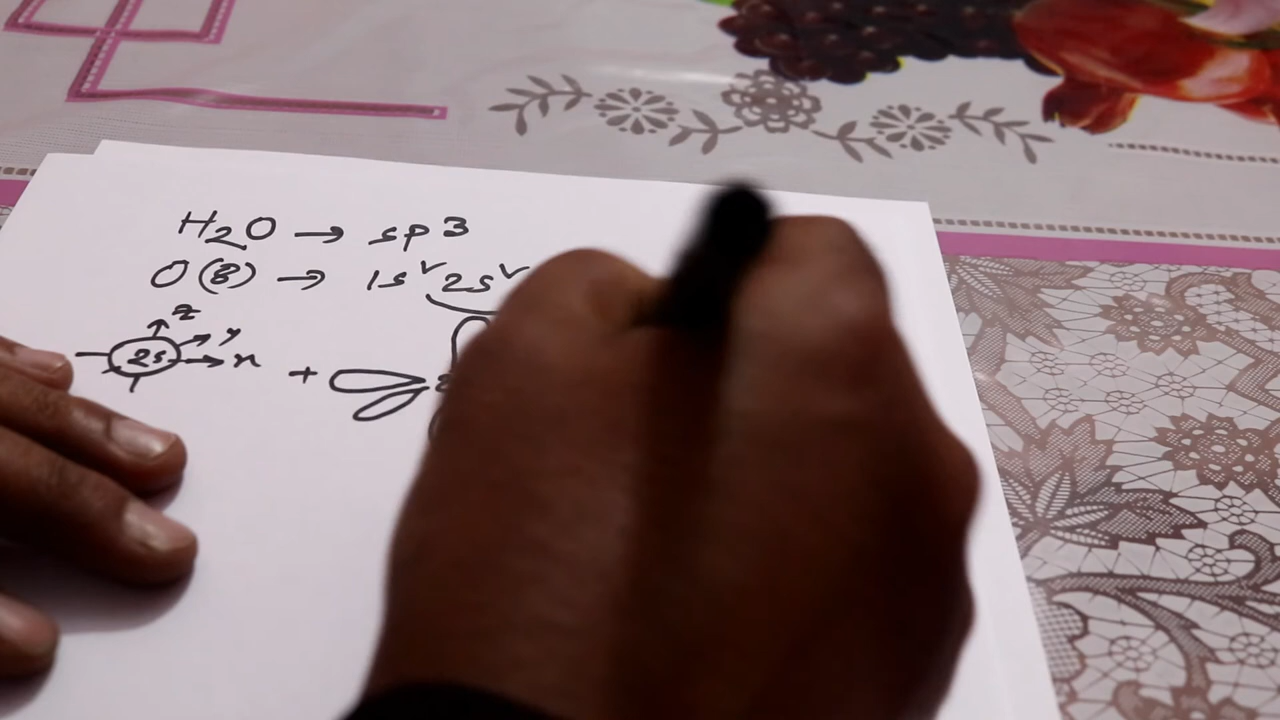 H2O → sp3
O(8) → 1s² 2s²
z
y
2s x
+